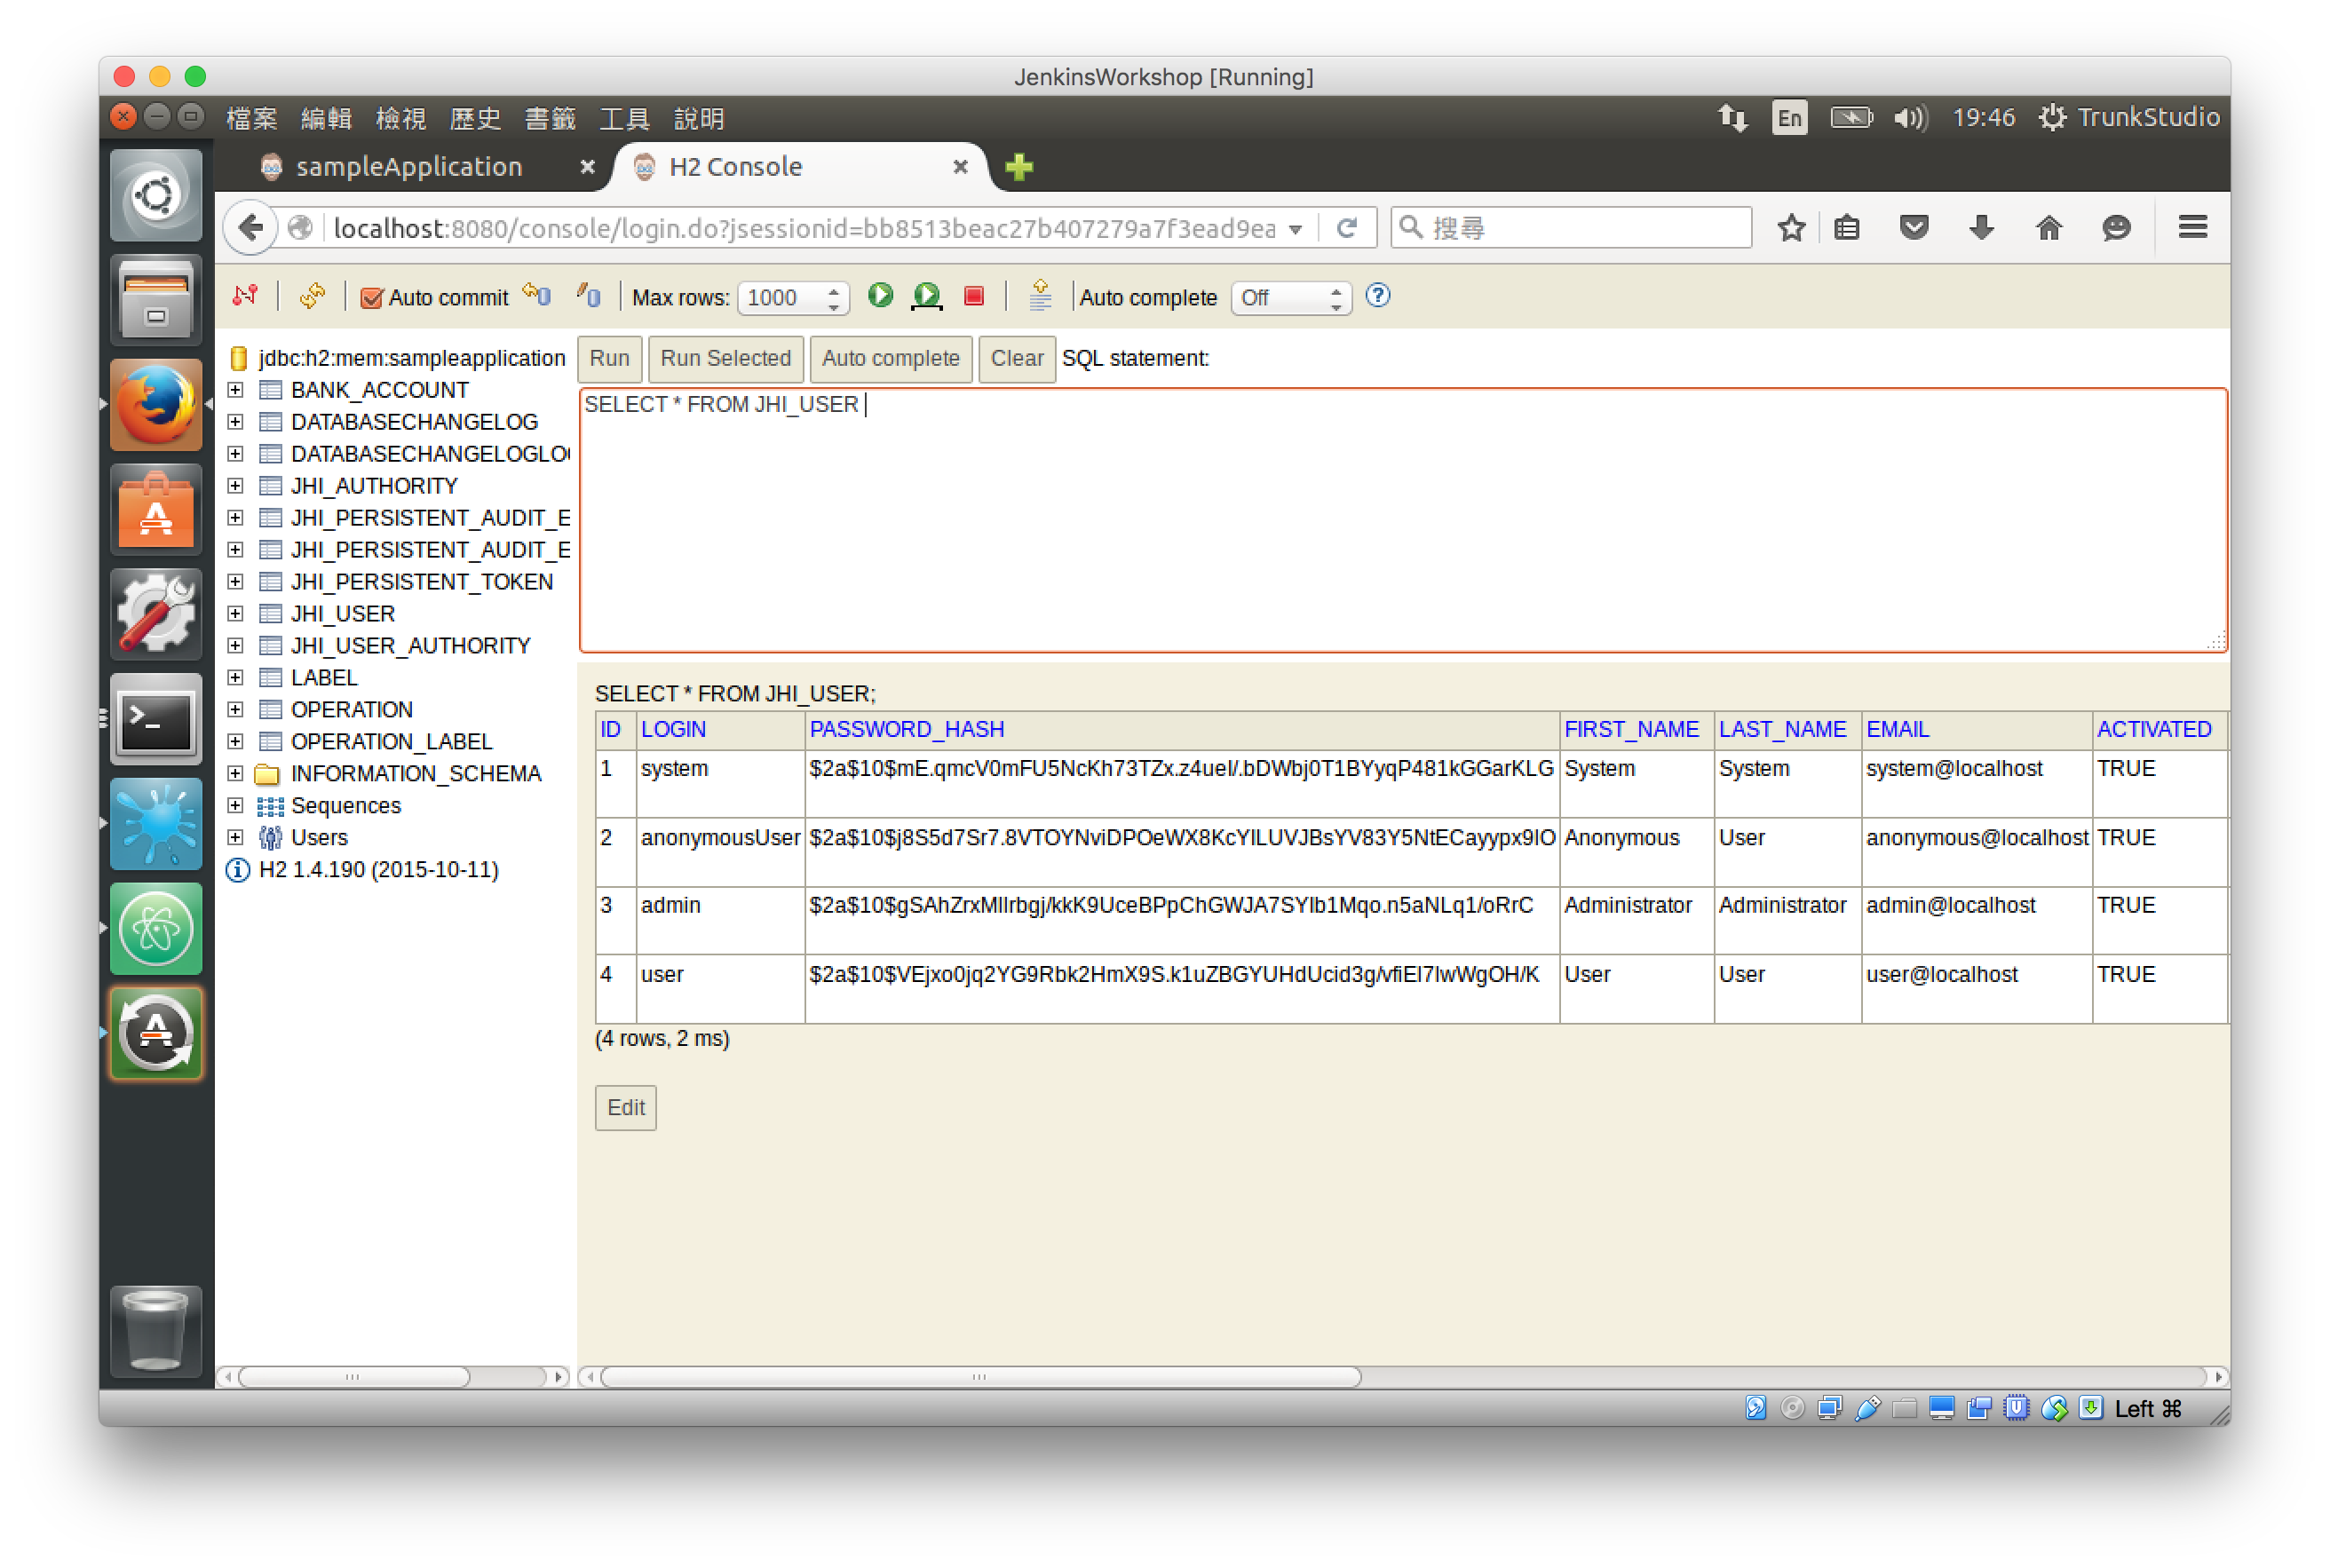 JenkinsWorkshop [Running]
檔案 編輯 檢視 歷史 書籤 工具 說明 En 19:46 TrunkStudio
sampleApplication H2 Console
localhost:8080/console/login.do?jsessionid=bb8513beac27b407279a7f3ead9ea 搜尋
Auto commit Max rows: 1000 Auto complete Off
jdbc:h2:mem:sampleapplication
BANK_ACCOUNT
DATABASECHANGELOG
DATABASECHANGELOGLO
JHI_AUTHORITY
JHI_PERSISTENT_AUDIT_E
JHI_PERSISTENT_AUDIT_E
JHI_PERSISTENT_TOKEN
JHI_USER
JHI_USER_AUTHORITY
LABEL
OPERATION
OPERATION_LABEL
INFORMATION_SCHEMA
Sequences
Users
H2 1.4.190 (2015-10-11)
Run Run Selected Auto complete Clear SQL statement:
SELECT * FROM JHI_USER
SELECT * FROM JHI_USER;
ID LOGIN PASSWORD_HASH FIRST_NAME LAST_NAME EMAIL ACTIVATED
1 system $2a$10$mE.qmcV0mFU5NcKh73TZx.z4ueI/.bDWbj0T1BYyqP481kGGarKLG System System system@localhost TRUE
2 anonymousUser $2a$10$j8S5d7Sr7.8VTOYNviDPOeWX8KcYILUVJBsYV83Y5NtECayypx9lO Anonymous User anonymous@localhost TRUE
3 admin $2a$10$gSAhZrxMllrbgj/kkK9UceBPpChGWJA7SYIb1Mqo.n5aNLq1/oRrC Administrator Administrator admin@localhost TRUE
4 user $2a$10$VEjxo0jq2YG9Rbk2HmX9S.k1uZBGYUHdUcid3g/vfiEl7lwWgOH/K User User user@localhost TRUE
(4 rows, 2 ms)
Edit
Left ⌘